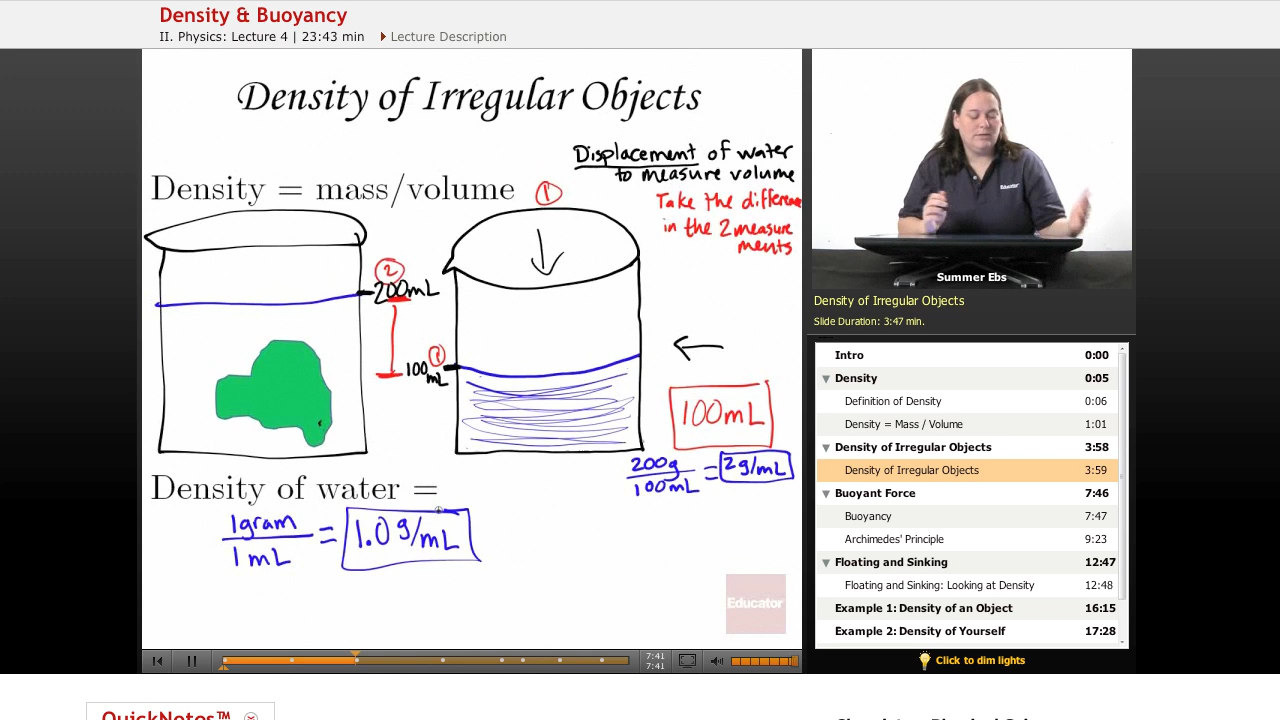 Density & Buoyancy
II. Physics: Lecture 4 | 23:43 min
Lecture Description
Density of Irregular Objects
Displacement of water
to measure volume
Density = mass/volume
①
Take the differen
in the 2 measure
ments
②
200mL
①
100
mL
100mL
200g
100mL
= 2g/mL
Density of water =
1gram
1 mL
= 1.0 g/mL
Educator
7:41
7:41
Educator
Summer Ebs
Density of Irregular Objects
Slide Duration: 3:47 min.
Intro 0:00
Density 0:05
Definition of Density 0:06
Density = Mass / Volume 1:01
Density of Irregular Objects 3:58
Density of Irregular Objects 3:59
Buoyant Force 7:46
Buoyancy 7:47
Archimedes' Principle 9:23
Floating and Sinking 12:47
Floating and Sinking: Looking at Density 12:48
Example 1: Density of an Object 16:15
Example 2: Density of Yourself 17:28
Click to dim lights
QuickNotes™